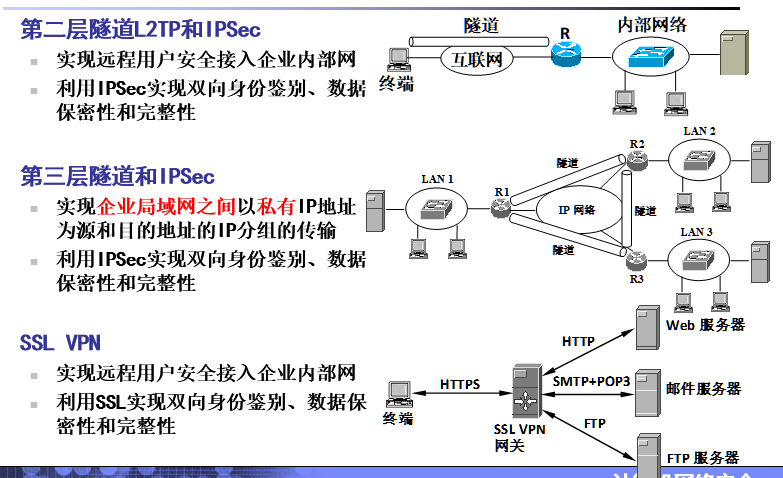 第二层隧道L2TP和IPSec
实现远程用户安全接入企业内部网
利用IPSec实现双向身份鉴别、数据
保密性和完整性
隧道
R
内部网络
互联网
终端
第三层隧道和IPSec
实现企业局域网之间以私有IP地址
为源和目的地址的IP分组的传输
利用IPSec实现双向身份鉴别、数据
保密性和完整性
LAN 1
R1
隧道
R2
LAN 2
IP 网络
隧道
隧道
R3
LAN 3
SSL VPN
实现远程用户安全接入企业内部网
利用SSL实现双向身份鉴别、数据保
密性和完整性
终端
HTTPS
SSL VPN
网关
HTTP
Web 服务器
SMTP+POP3
邮件服务器
FTP
FTP 服务器